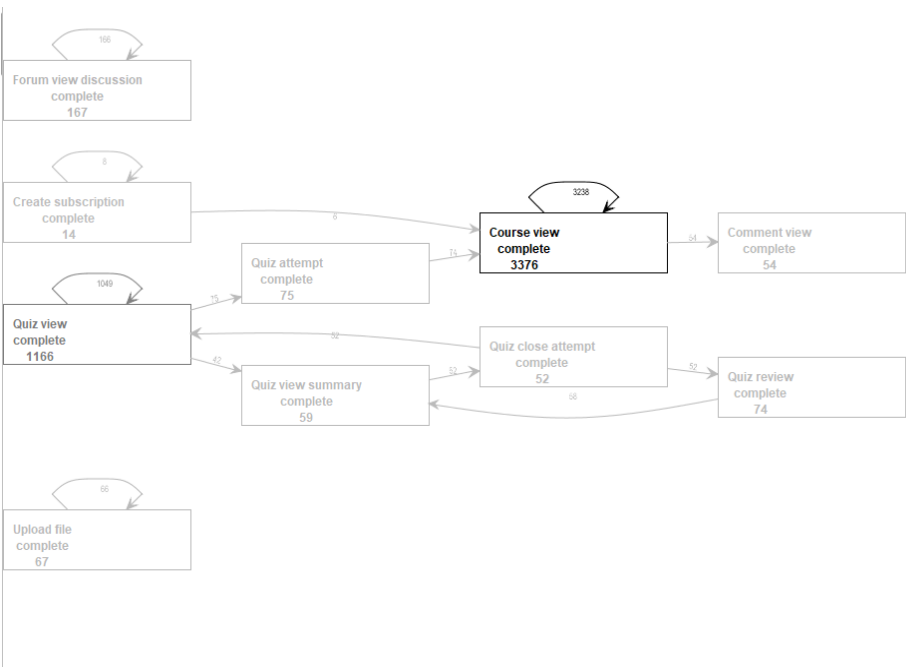 166
Forum view discussion
complete
167
8
Create subscription
complete
14
6
3238
Course view
complete
3376
54
Comment view
complete
54
Quiz attempt
complete
75
74
1049
75
Quiz view
complete
1166
52
42
Quiz close attempt
complete
52
52
Quiz view summary
complete
59
52
Quiz review
complete
74
58
66
Upload file
complete
67